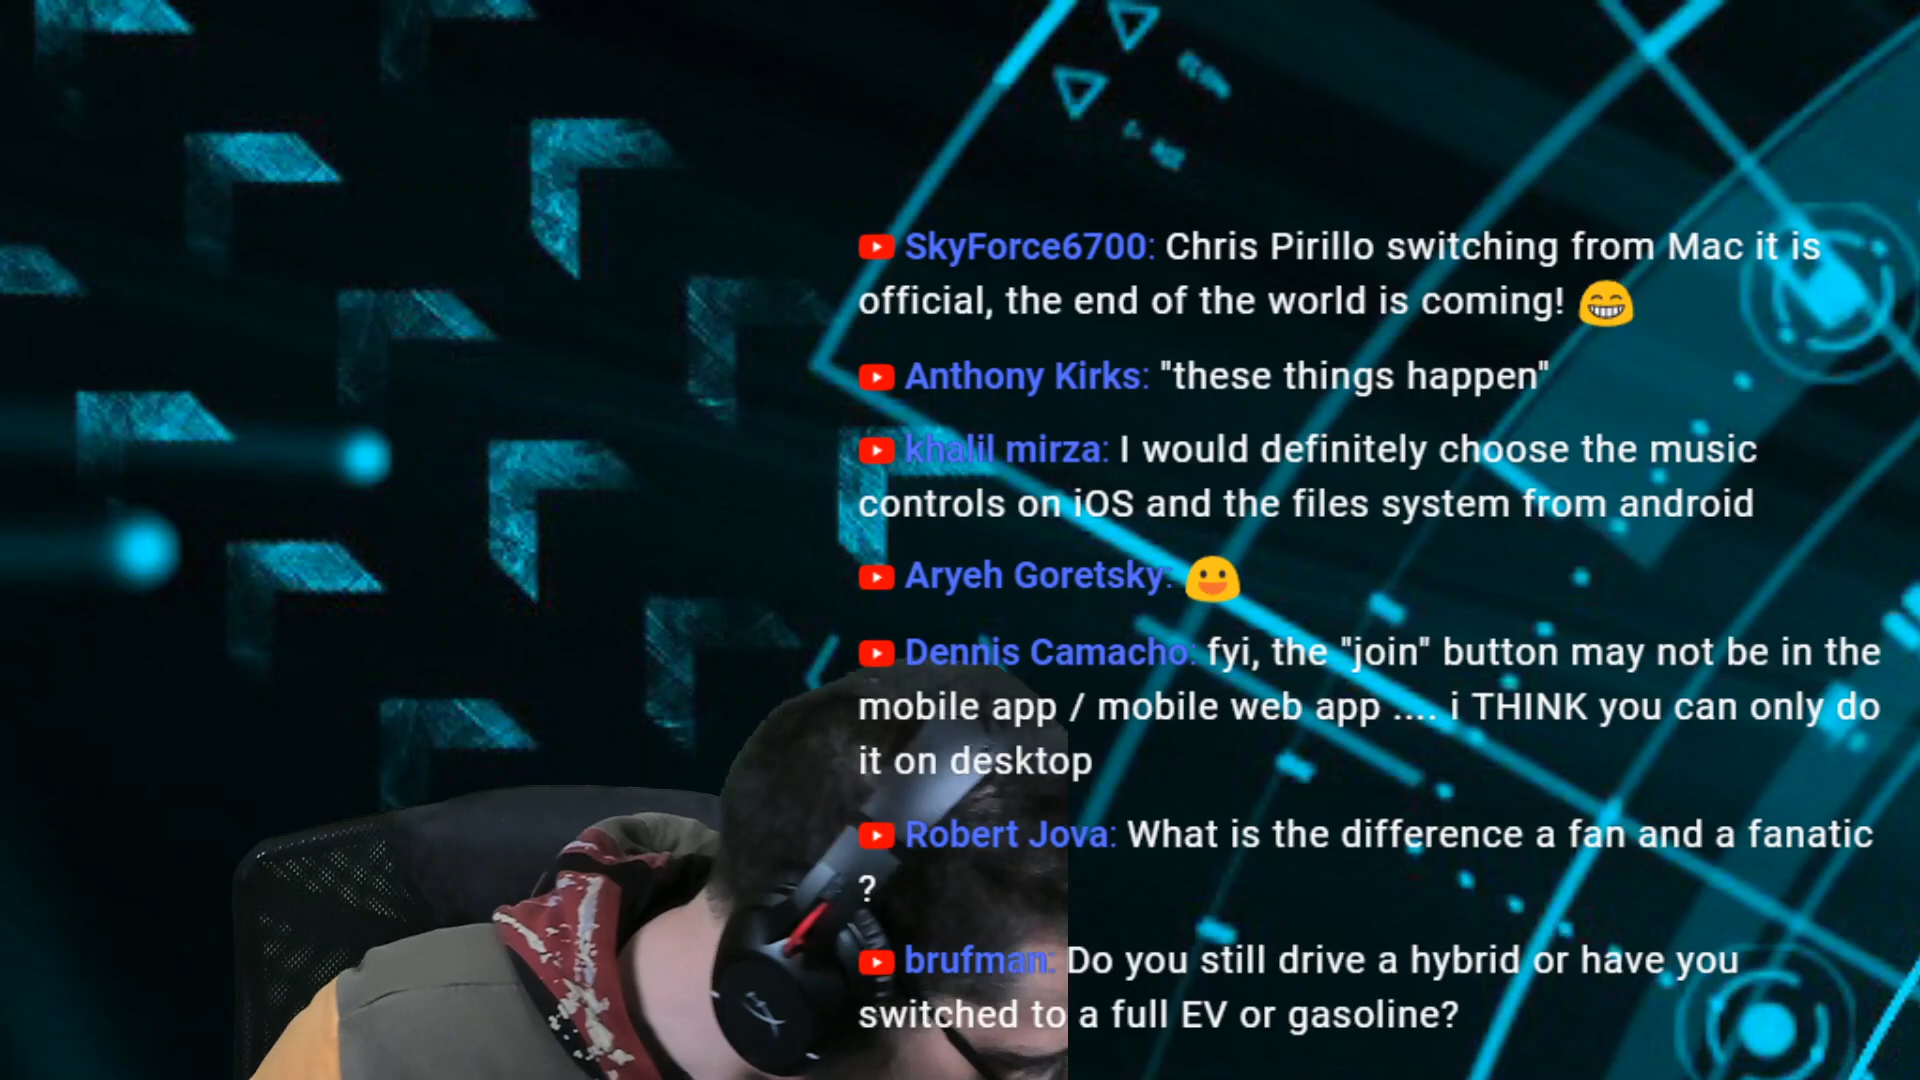 SkyForce6700: Chris Pirillo switching from Mac it is
official, the end of the world is coming! 😁
Anthony Kirks: "these things happen"
khalil mirza: I would definitely choose the music
controls on iOS and the files system from android
Aryeh Goretsky: 😃
Dennis Camacho: fyi, the "join" button may not be in the
mobile app / mobile web app .... i THINK you can only do
it on desktop
Robert Jova: What is the difference a fan and a fanatic
?
brufman: Do you still drive a hybrid or have you
switched to a full EV or gasoline?